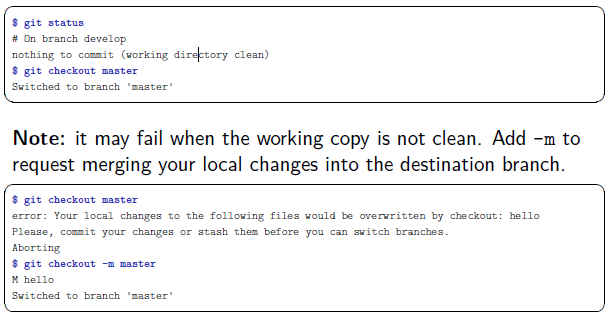 $ git status
# On branch develop
nothing to commit (working directory clean)
$ git checkout master
Switched to branch 'master'
Note: it may fail when the working copy is not clean. Add -m to
request merging your local changes into the destination branch.
$ git checkout master
error: Your local changes to the following files would be overwritten by checkout: hello
Please, commit your changes or stash them before you can switch branches.
Aborting
$ git checkout -m master
M hello
Switched to branch 'master'